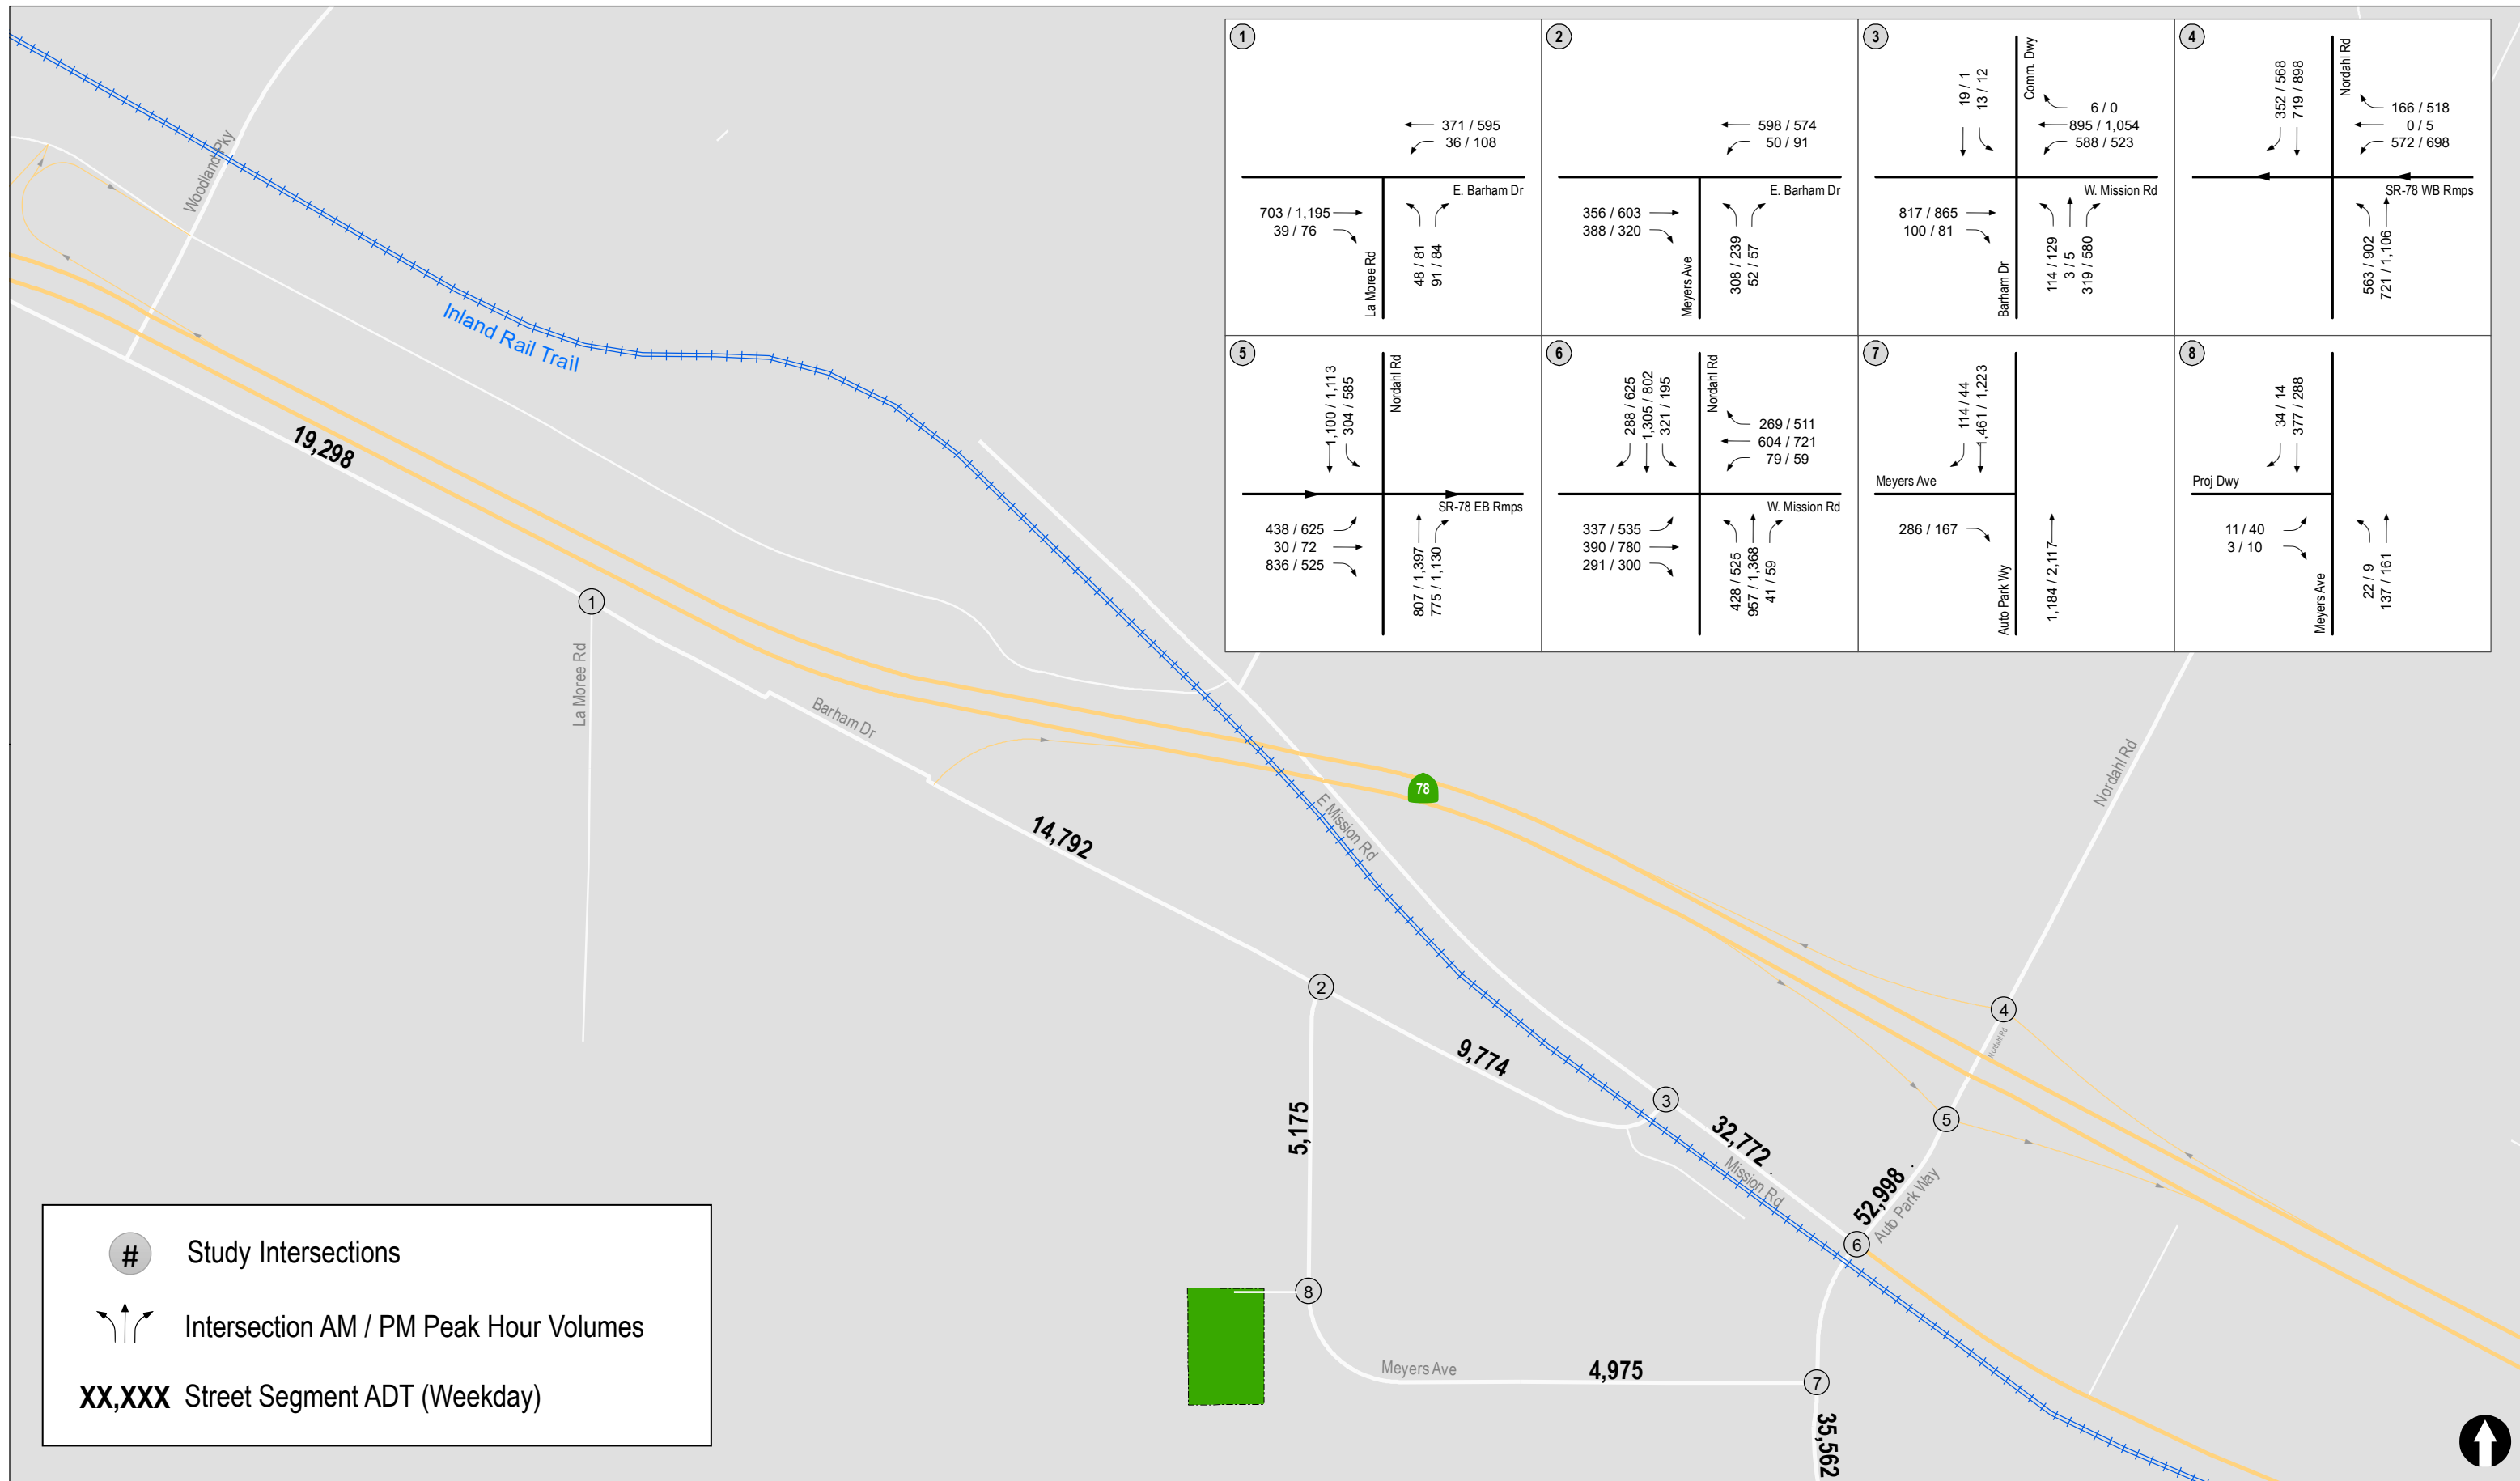 1
371 / 595
36 / 108
E. Barham Dr
703 / 1,195
39 / 76
La Moree Rd
48 / 81
91 / 84
2
598 / 574
50 / 91
E. Barham Dr
356 / 603
388 / 320
Meyers Ave
308 / 239
52 / 57
3
19 / 1
13 / 12
Comm. Dwy
6 / 0
895 / 1,054
588 / 523
W. Mission Rd
817 / 865
100 / 81
Barham Dr
114 / 129
3 / 5
319 / 580
4
352 / 568
719 / 898
Nordahl Rd
166 / 518
0 / 5
572 / 698
SR-78 WB Rmps
563 / 902
721 / 1,106
5
1,100 / 1,113
304 / 585
Nordahl Rd
SR-78 EB Rmps
438 / 625
30 / 72
836 / 525
807 / 1,397
775 / 1,130
6
288 / 625
1,305 / 802
321 / 195
Nordahl Rd
269 / 511
604 / 721
79 / 59
W. Mission Rd
337 / 535
390 / 780
291 / 300
428 / 525
957 / 1,368
41 / 59
7
114 / 44
1,461 / 1,223
Meyers Ave
286 / 167
Auto Park Wy
1,184 / 2,117
8
34 / 14
377 / 288
Proj Dwy
11 / 40
3 / 10
Meyers Ave
22 / 9
137 / 161
Woodland Pky
Inland Rail Trail
19,298
1
La Moree Rd
Barham Dr
78
E Mission Rd
Nordahl Rd
14,792
2
9,774
4
Nordahl Rd
3
5
5,175
32,772
Mission Rd
52,998
Auto Park Way
6
8
Meyers Ave
4,975
7
35,562
# Study Intersections
Intersection AM / PM Peak Hour Volumes
XX,XXX Street Segment ADT (Weekday)